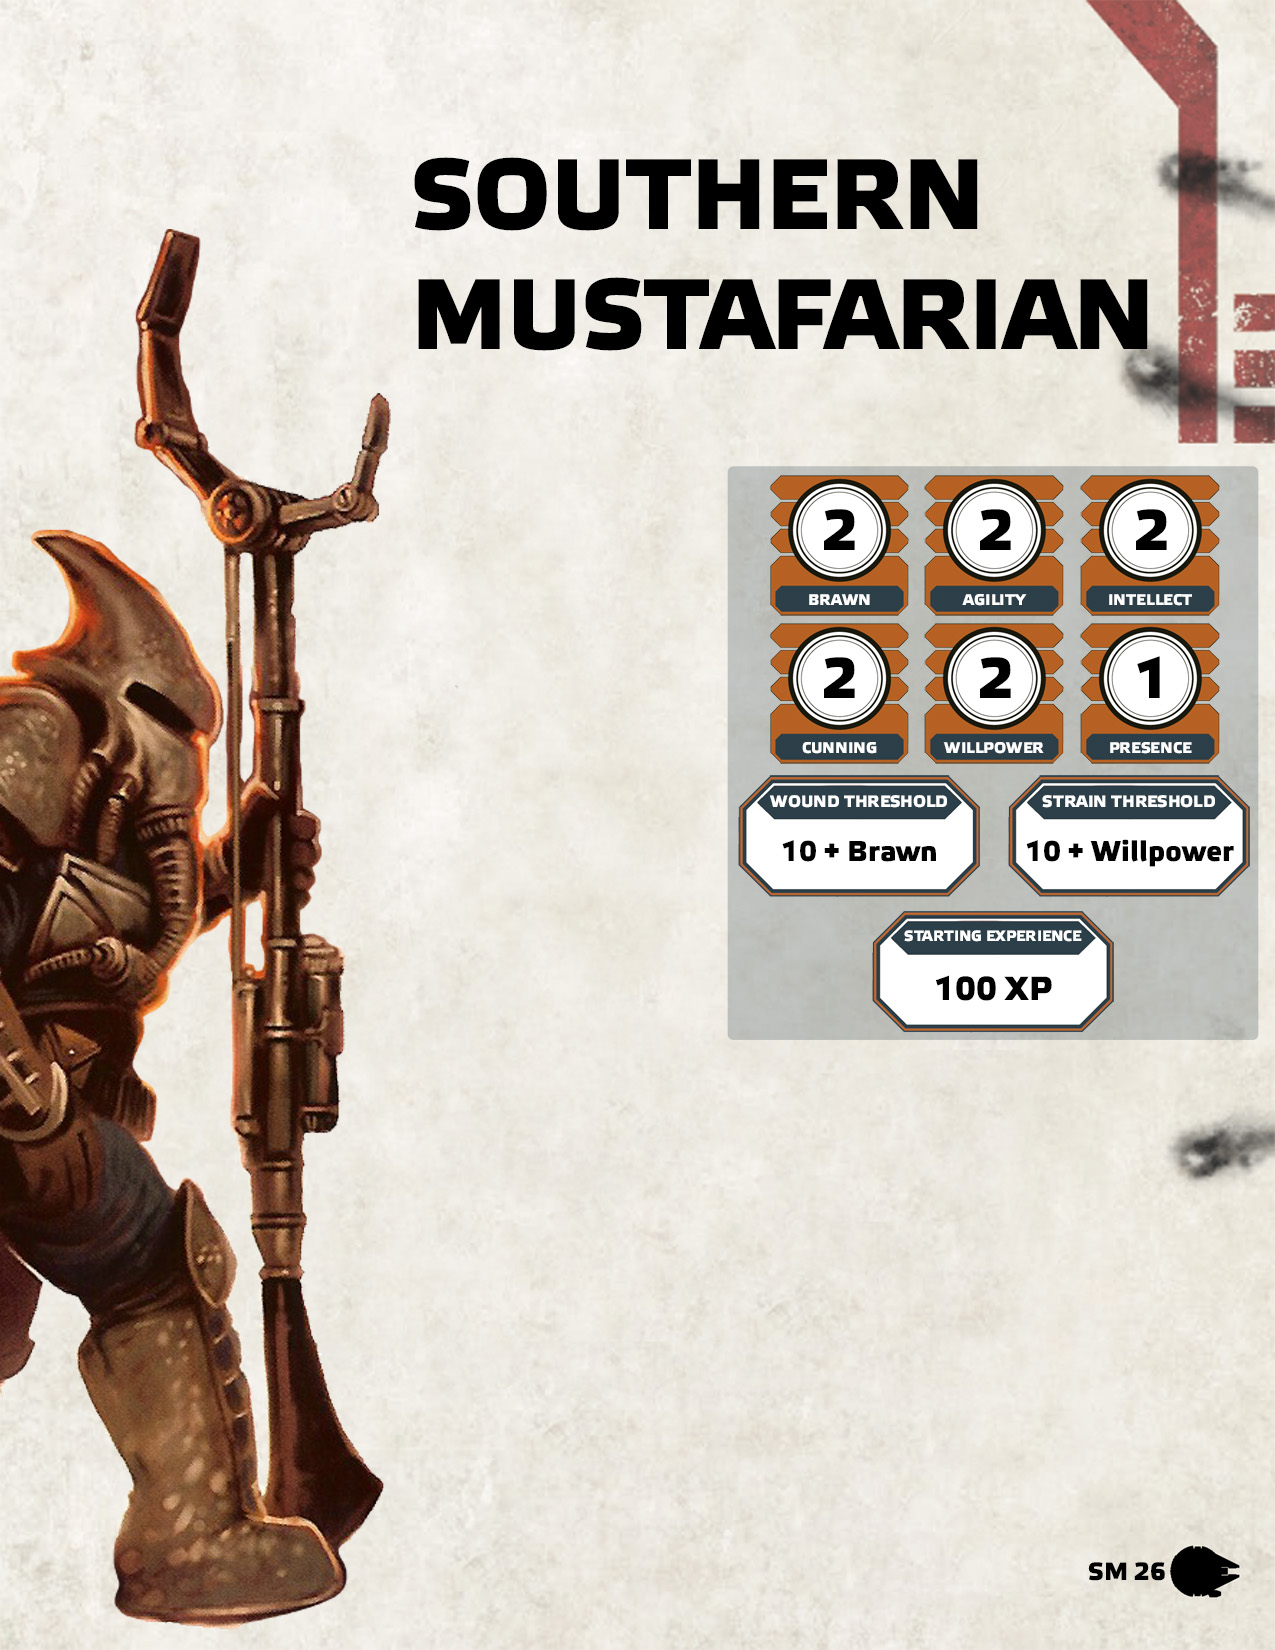 SOUTHERN
MUSTAFARIAN
2 2 2
BRAWN AGILITY INTELLECT
2 2 1
CUNNING WILLPOWER PRESENCE
WOUND THRESHOLD STRAIN THRESHOLD
10 + Brawn 10 + Willpower
STARTING EXPERIENCE
100 XP
SM 26